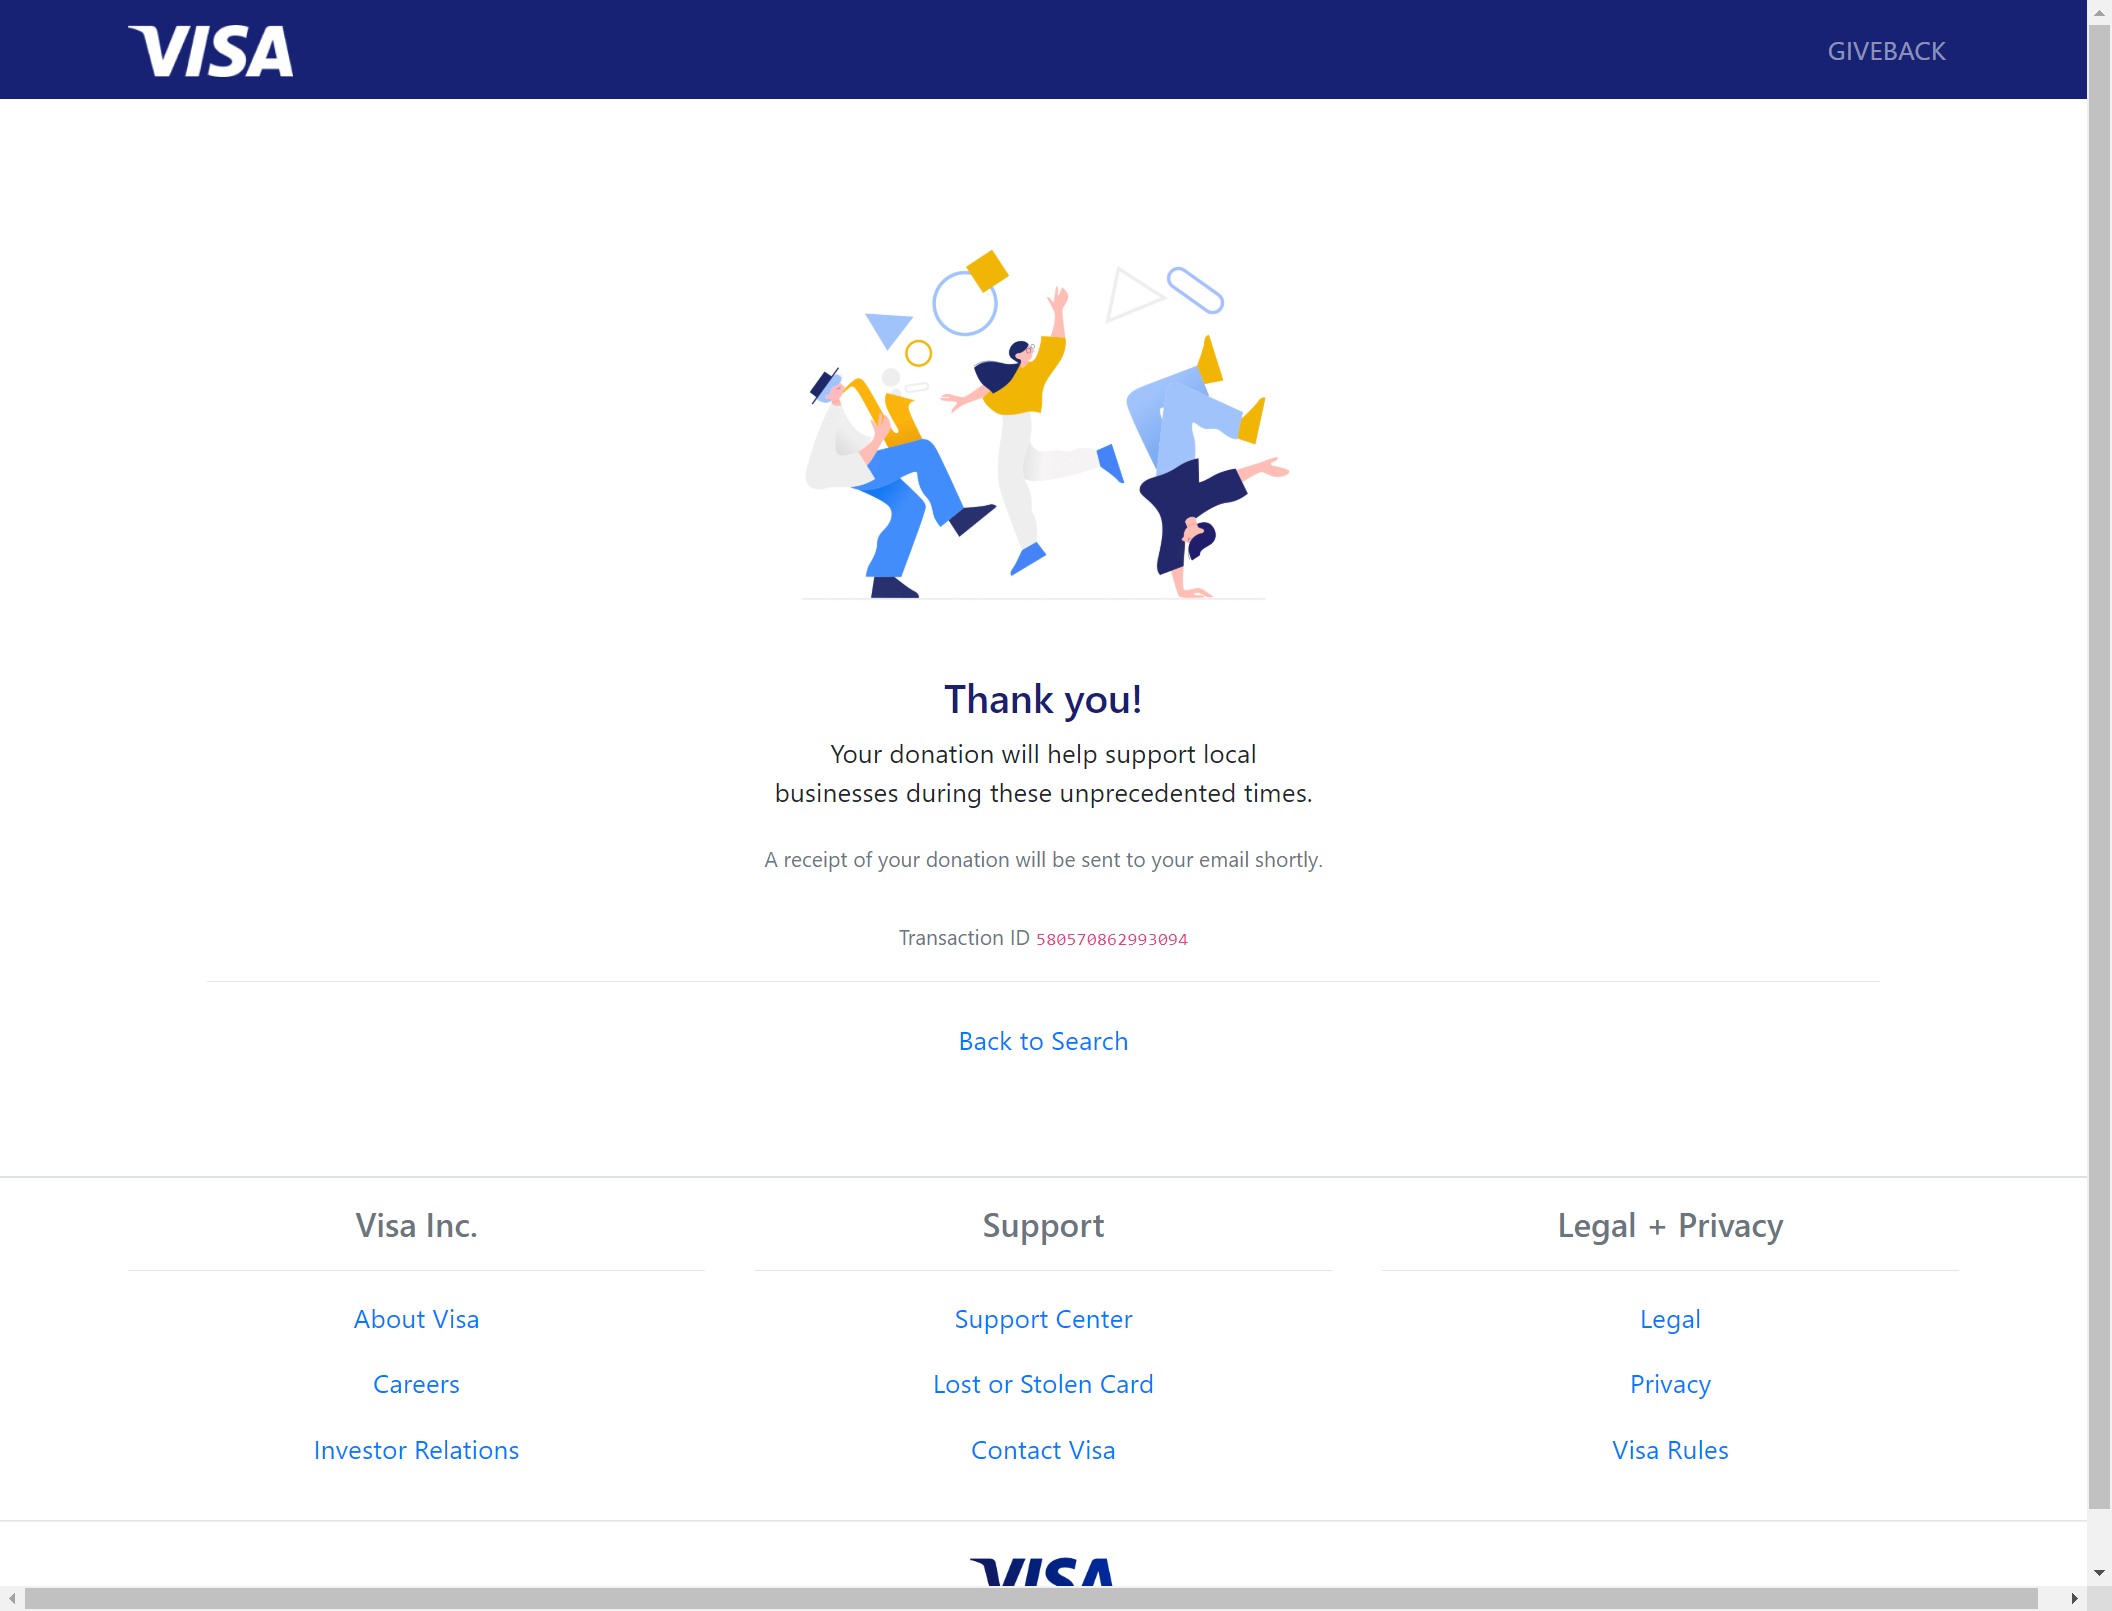 VISA
GIVEBACK
Thank you!
Your donation will help support local
businesses during these unprecedented times.
A receipt of your donation will be sent to your email shortly.
Transaction ID 580570862993094
Back to Search
Visa Inc.
About Visa
Careers
Investor Relations
Support
Support Center
Lost or Stolen Card
Contact Visa
Legal + Privacy
Legal
Privacy
Visa Rules
VISA